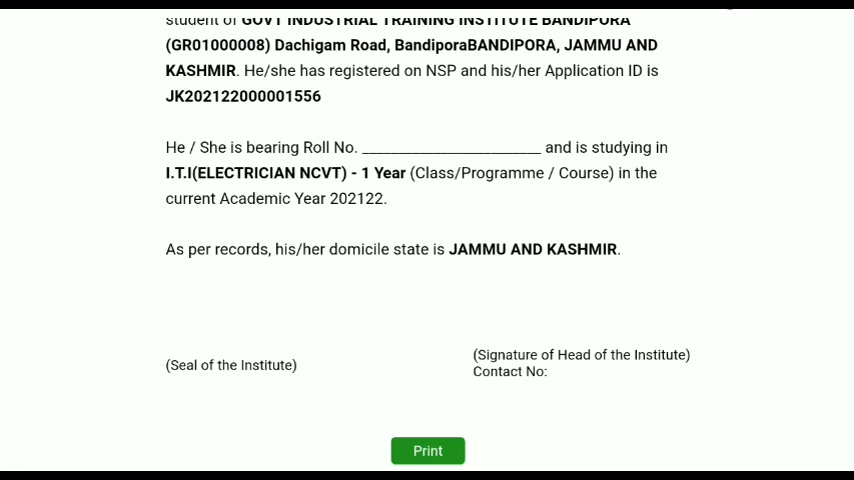 student of GOVT INDUSTRIAL TRAINING INSTITUTE BANDIPORA
(GR01000008) Dachigam Road, BandiporaBANDIPORA, JAMMU AND
KASHMIR. He/she has registered on NSP and his/her Application ID is
JK202122000001556
He / She is bearing Roll No. _______________________ and is studying in
I.T.I(ELECTRICIAN NCVT) - 1 Year (Class/Programme / Course) in the
current Academic Year 202122.
As per records, his/her domicile state is JAMMU AND KASHMIR.
(Seal of the Institute)
(Signature of Head of the Institute)
Contact No:
Print